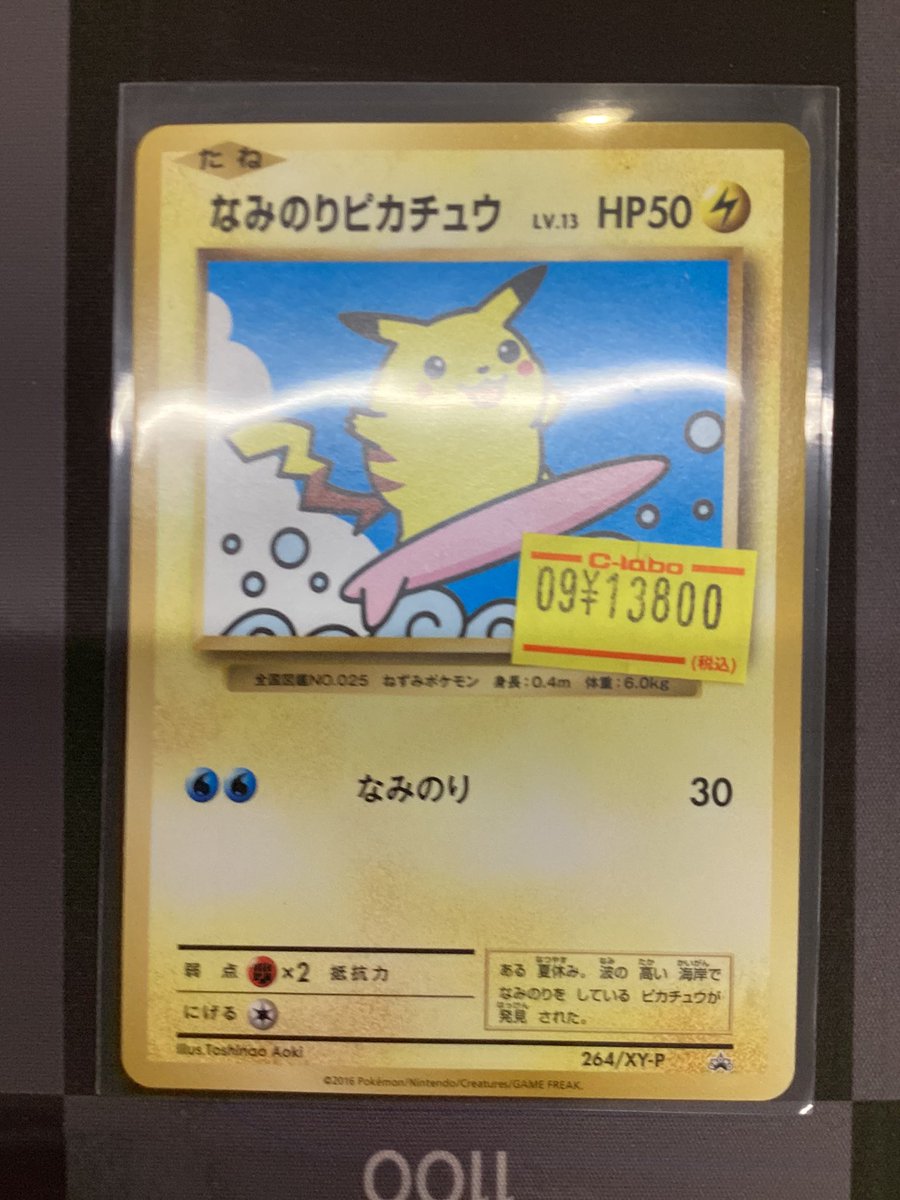 たね
なみのりピカチュウ LV.13 HP50
C-labo
09¥13800
(税込)
全国図鑑NO.025 ねずみポケモン 身長:0.4m 体重:6.0kg
なみのり 30
弱点 ×2 抵抗力
にげる
ある 夏休み。波の 高い 海岸で
なみのりを している ピカチュウが
発見 された。
Illus.Toshinao Aoki
264/XY-P
©2016 Pokémon/Nintendo/Creatures/GAME FREAK.
1100